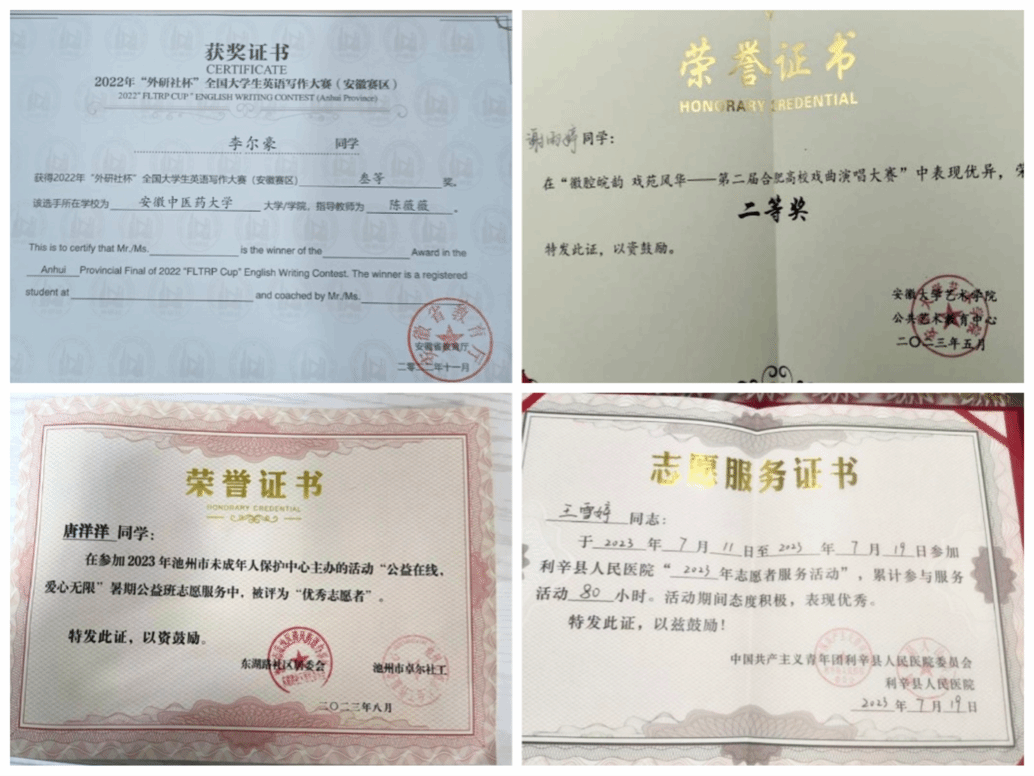 获奖证书
CERTIFICATE
2022年“外研社杯”全国大学生英语写作大赛（安徽赛区）
2022" FLTRP CUP " ENGLISH WRITING CONTEST (Anhui Province)
李尔豪 同学
获得2022年“外研社杯”全国大学生英语写作大赛（安徽赛区） 叁等 奖。
该选手所在学校为 安徽中医药大学 大学/学院，指导教师为 陈薇薇 。
This is to certify that Mr./Ms. is the winner of the Award in the
Anhui Provincial Final of 2022 "FLTRP Cup" English Writing Contest. The winner is a registered
student at and coached by Mr./Ms.
安徽省教育厅
安徽省教育厅
二零二二年十一月
荣誉证书
HONORARY CREDENTIAL
谢雨婷同学：
在“徽腔皖韵 戏苑风华——第二届合肥高校戏曲演唱大赛”中表现优异，荣
二等奖
特发此证，以资鼓励。
安徽大学艺术学院
公共艺术教育中心
二〇二三年五月
荣誉证书
HONORARY CREDENTIAL
唐洋洋 同学：
在参加2023年池州市未成年人保护中心主办的活动“公益在线，
爱心无限”暑期公益班志愿服务中，被评为“优秀志愿者”。
特发此证，以资鼓励。
东湖路社区居委会 池州市卓尔社工
二〇二三年八月
志愿服务证书
王雪婷 同志：
于 2023 年 7 月 11 日至 2023 年 7 月 19 日参加
利辛县人民医院“ 2023 年志愿者服务活动”，累计参与服务
活动 80 小时。活动期间态度积极，表现优秀。
特发此证，以兹鼓励！
中国共产主义青年团利辛县人民医院委员会
利辛县人民医院
2023 年 7 月 19 日